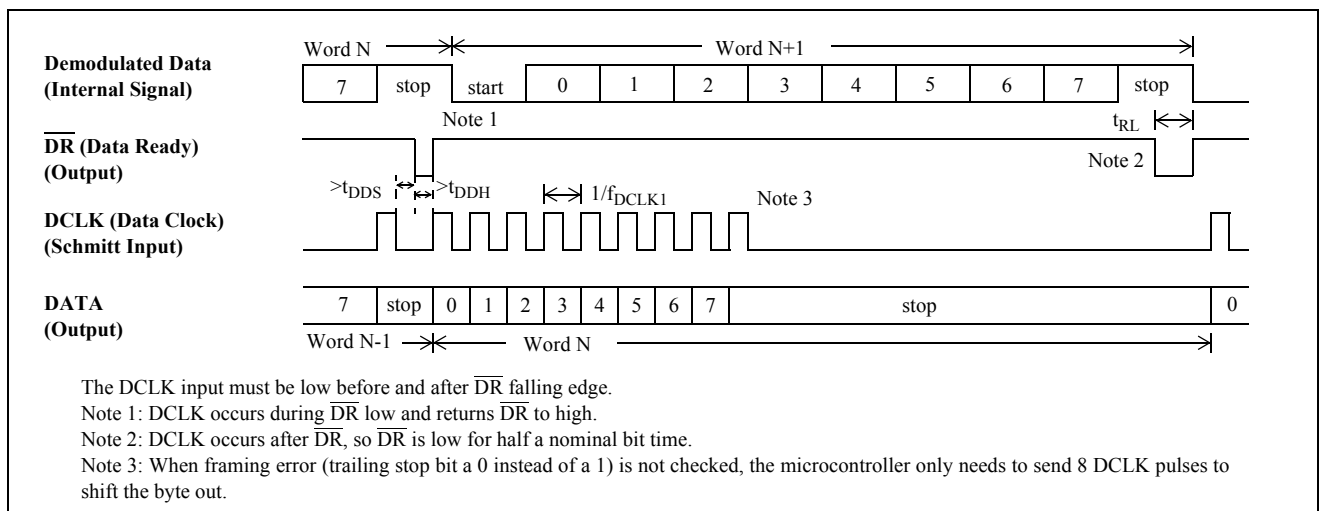 Word N Word N+1
Demodulated Data
(Internal Signal)
7 stop start 0 1 2 3 4 5 6 7 stop
Note 1 tRL
DR (Data Ready)
(Output)
Note 2
>tDDS >tDDH 1/fDCLK1 Note 3
DCLK (Data Clock)
(Schmitt Input)
DATA
(Output)
7 stop 0 1 2 3 4 5 6 7 stop 0
Word N-1 Word N
The DCLK input must be low before and after DR falling edge.
Note 1: DCLK occurs during DR low and returns DR to high.
Note 2: DCLK occurs after DR, so DR is low for half a nominal bit time.
Note 3: When framing error (trailing stop bit a 0 instead of a 1) is not checked, the microcontroller only needs to send 8 DCLK pulses to
shift the byte out.